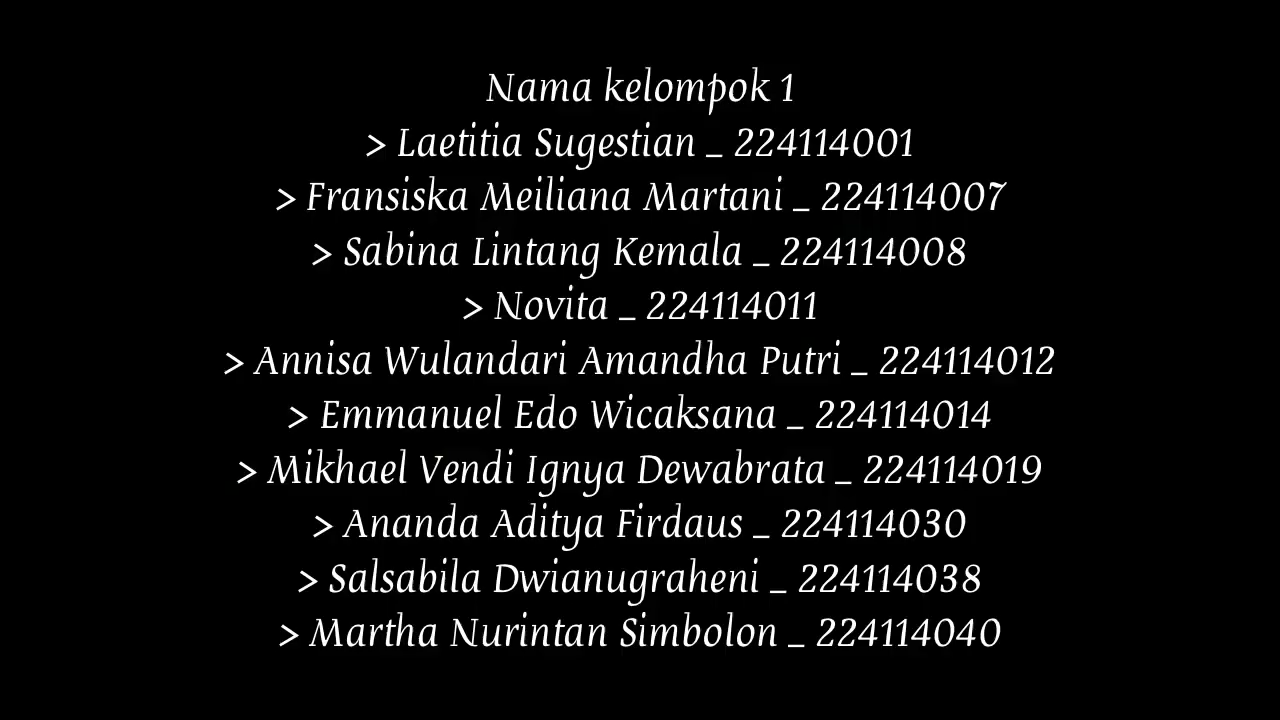 Nama kelompok 1
> Laetitia Sugestian _ 224114001
> Fransiska Meiliana Martani _ 224114007
> Sabina Lintang Kemala _ 224114008
> Novita _ 224114011
> Annisa Wulandari Amandha Putri _ 224114012
> Emmanuel Edo Wicaksana _ 224114014
> Mikhael Vendi Ignya Dewabrata _ 224114019
> Ananda Aditya Firdaus _ 224114030
> Salsabila Dwianugraheni _ 224114038
> Martha Nurintan Simbolon _ 224114040